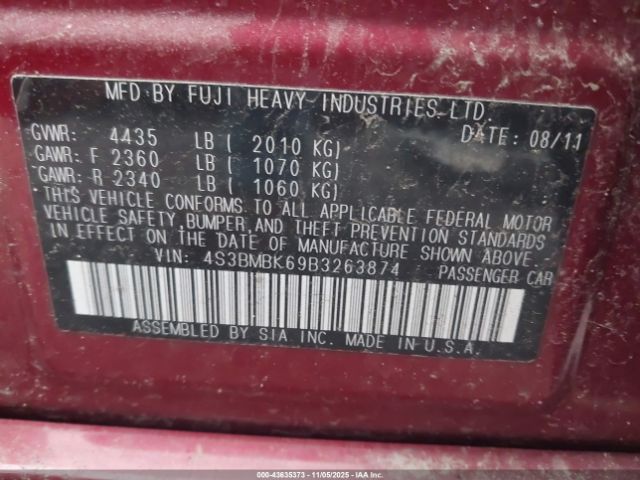 MFD BY FUJI HEAVY INDUSTRIES LTD.
DATE: 08/11
GVWR: 4435 LB ( 2010 KG)
GAWR: F 2360 LB ( 1070 KG)
GAWR: R 2340 LB ( 1060 KG)
THIS VEHICLE CONFORMS TO ALL APPLICABLE FEDERAL MOTOR
VEHICLE SAFETY, BUMPER, AND THEFT PREVENTION STANDARDS
IN EFFECT ON THE DATE OF MANUFACTURE SHOWN ABOVE.
VIN: 4S3BMBK69B3263874 PASSENGER CAR
ASSEMBLED BY SIA INC. MADE IN U.S.A.
000-43635373 - 11/05/2025 - IAAI.COM